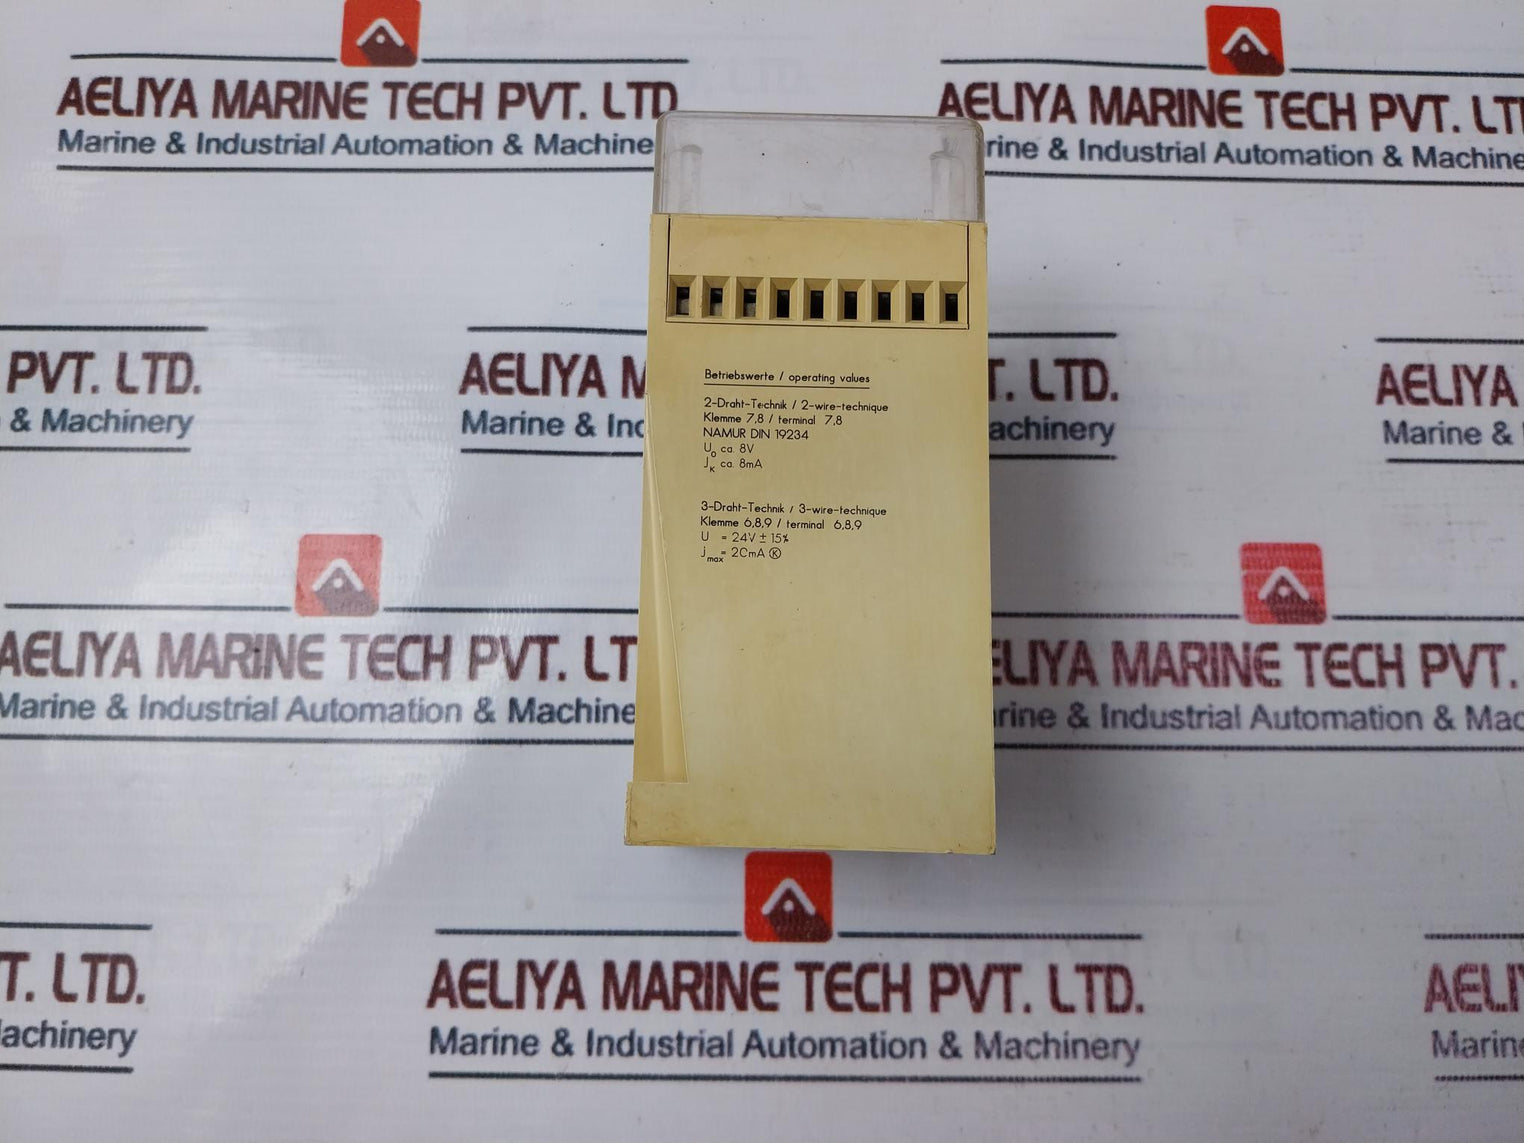 AELIYA MARINE TECH PVT. LTD
Marine & Industrial Automation & Machine
AELIYA MARINE TECH PVT. LT
rine & Industrial Automation & Machine
PVT. LTD.
& Machinery
AELIYA M
Marine & Ind
T. LTD.
achinery
AELIYA
Marine &
Betriebswerte / operating values
2-Draht-Technik / 2-wire-technique
Klemme 7,8 / terminal 7,8
NAMUR DIN 19234
Uo ca. 8V
JK ca. 8mA
3-Draht-Technik / 3-wire-technique
Klemme 6,8,9 / terminal 6,8,9
U = 24V ± 15%
jmax = 20mA Ⓚ
AELIYA MARINE TECH PVT. LT
Marine & Industrial Automation & Machine
ELIYA MARINE TECH PVT.
rine & Industrial Automation & Mac
T. LTD.
achinery
AELIYA MARINE TECH PVT. LTD.
Marine & Industrial Automation & Machinery
AELIY
Marine